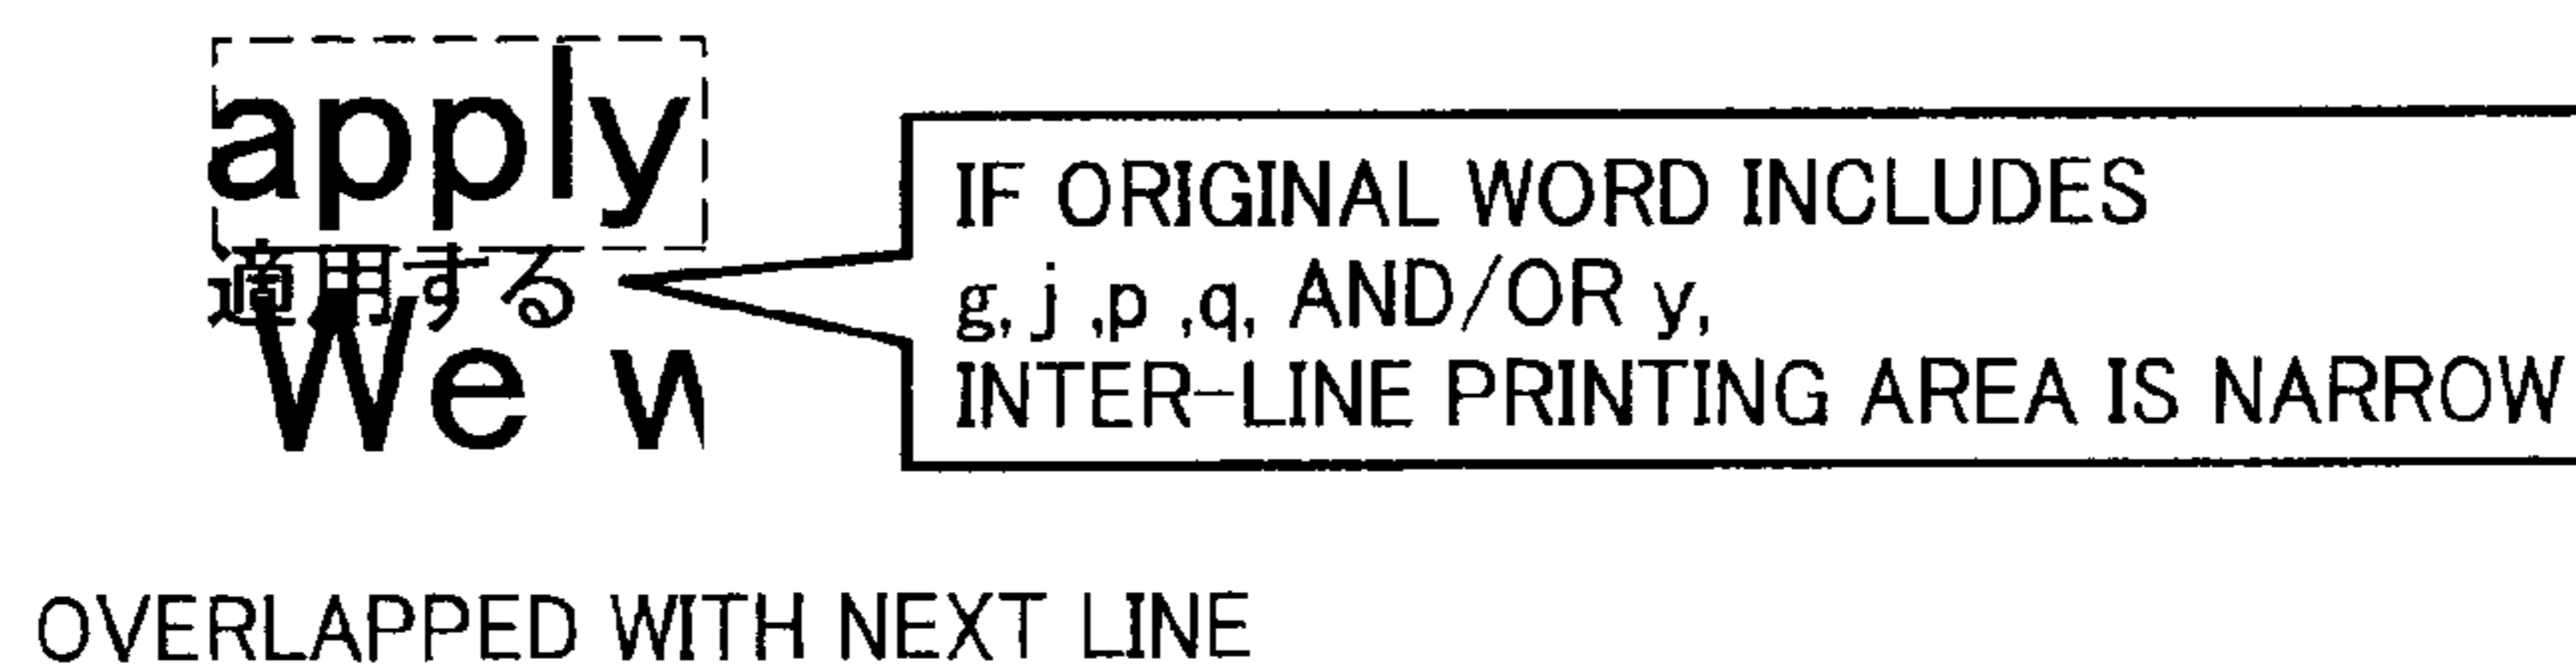 apply
適用する
We w
IF ORIGINAL WORD INCLUDES
g, j ,p ,q, AND/OR y,
INTER-LINE PRINTING AREA IS NARROW
OVERLAPPED WITH NEXT LINE